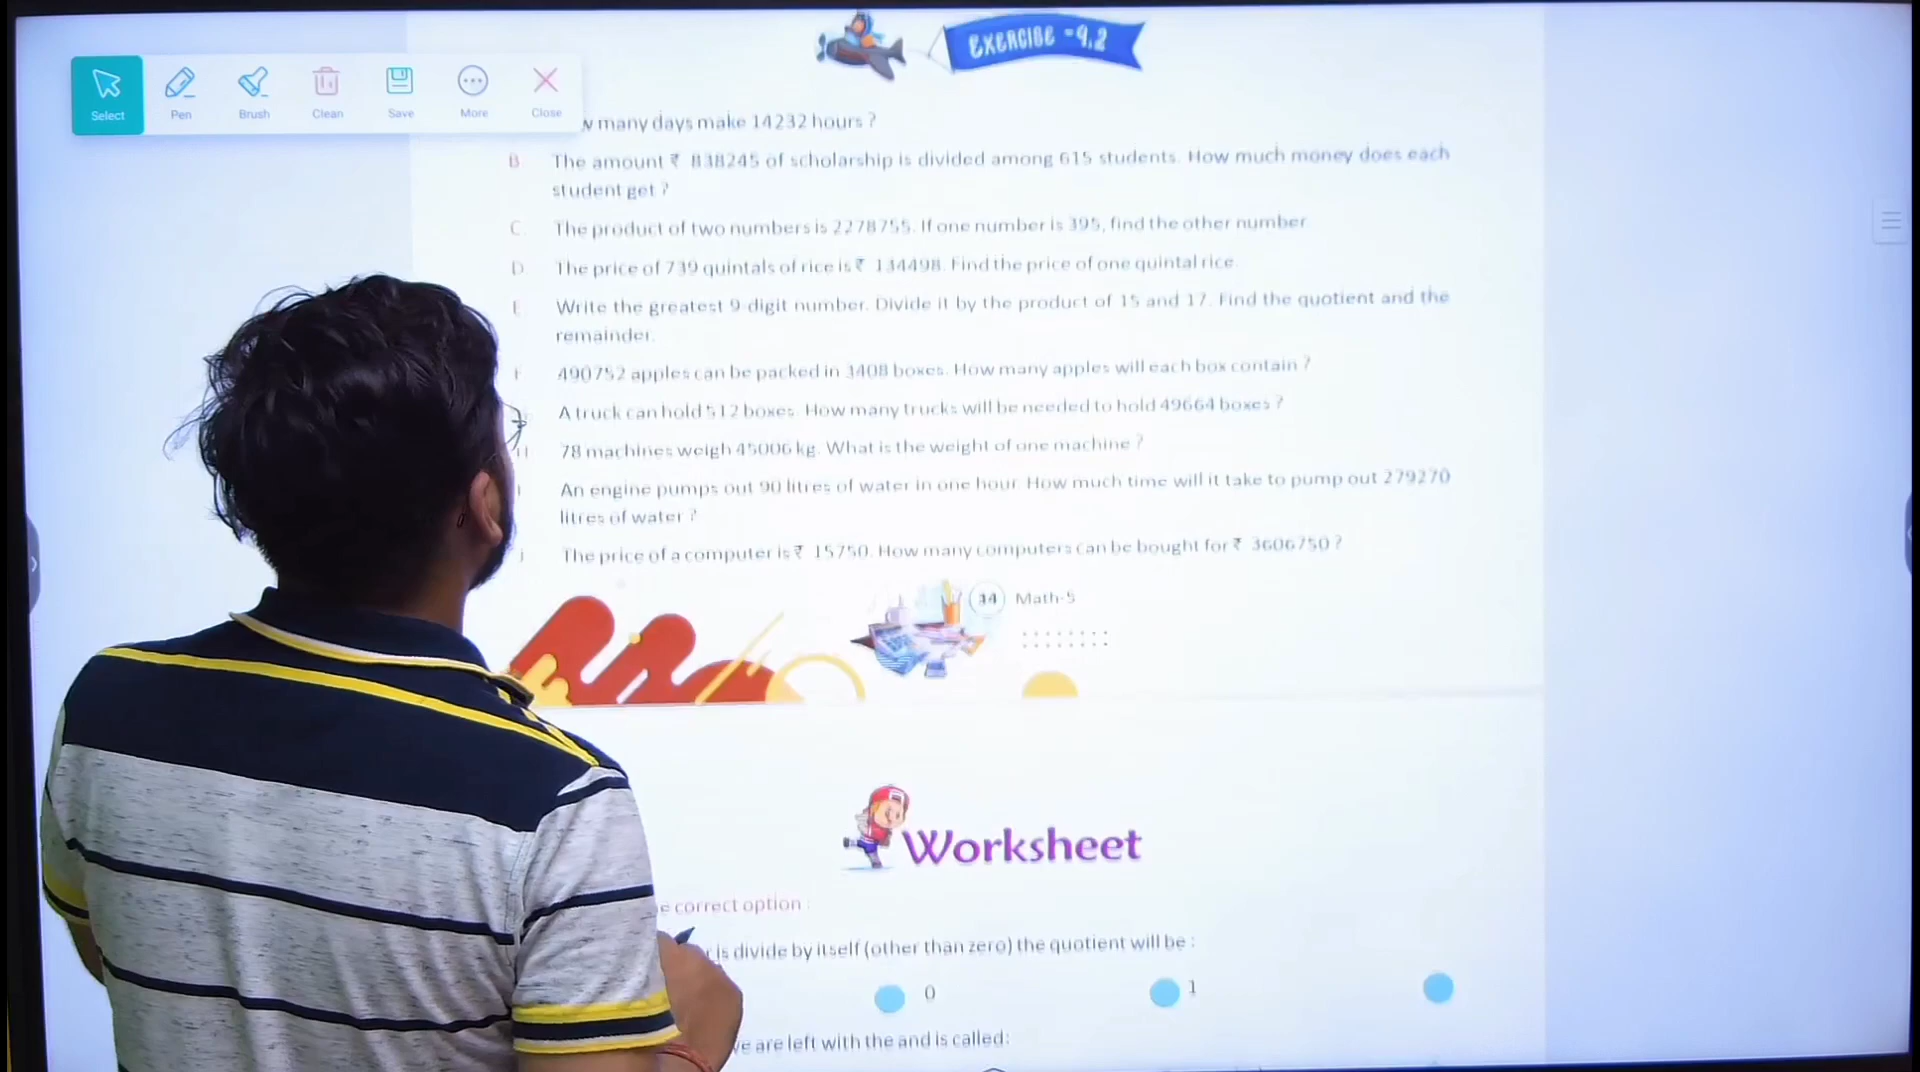 EXERCISE -9.2
Select
Pen
Brush
Clean
Save
More
Close
many days make 14232 hours ?
B The amount ₹ 838245 of scholarship is divided among 615 students. How much money does each
student get ?
C. The product of two numbers is 2278755. If one number is 395, find the other number
D. The price of 739 quintals of rice is ₹ 134498. Find the price of one quintal rice.
E Write the greatest 9 digit number. Divide it by the product of 15 and 17. Find the quotient and the
remainder.
F 490752 apples can be packed in 3408 boxes. How many apples will each box contain ?
A truck can hold 512 boxes. How many trucks will be needed to hold 49664 boxes ?
78 machines weigh 45006 kg. What is the weight of one machine ?
An engine pumps out 90 litres of water in one hour. How much time will it take to pump out 279270
litres of water ?
The price of a computer is ₹ 15750. How many computers can be bought for ₹ 3606750 ?
34 Math-5
Worksheet
correct option :
is divide by itself (other than zero) the quotient will be :
0
1
are left with the and is called: